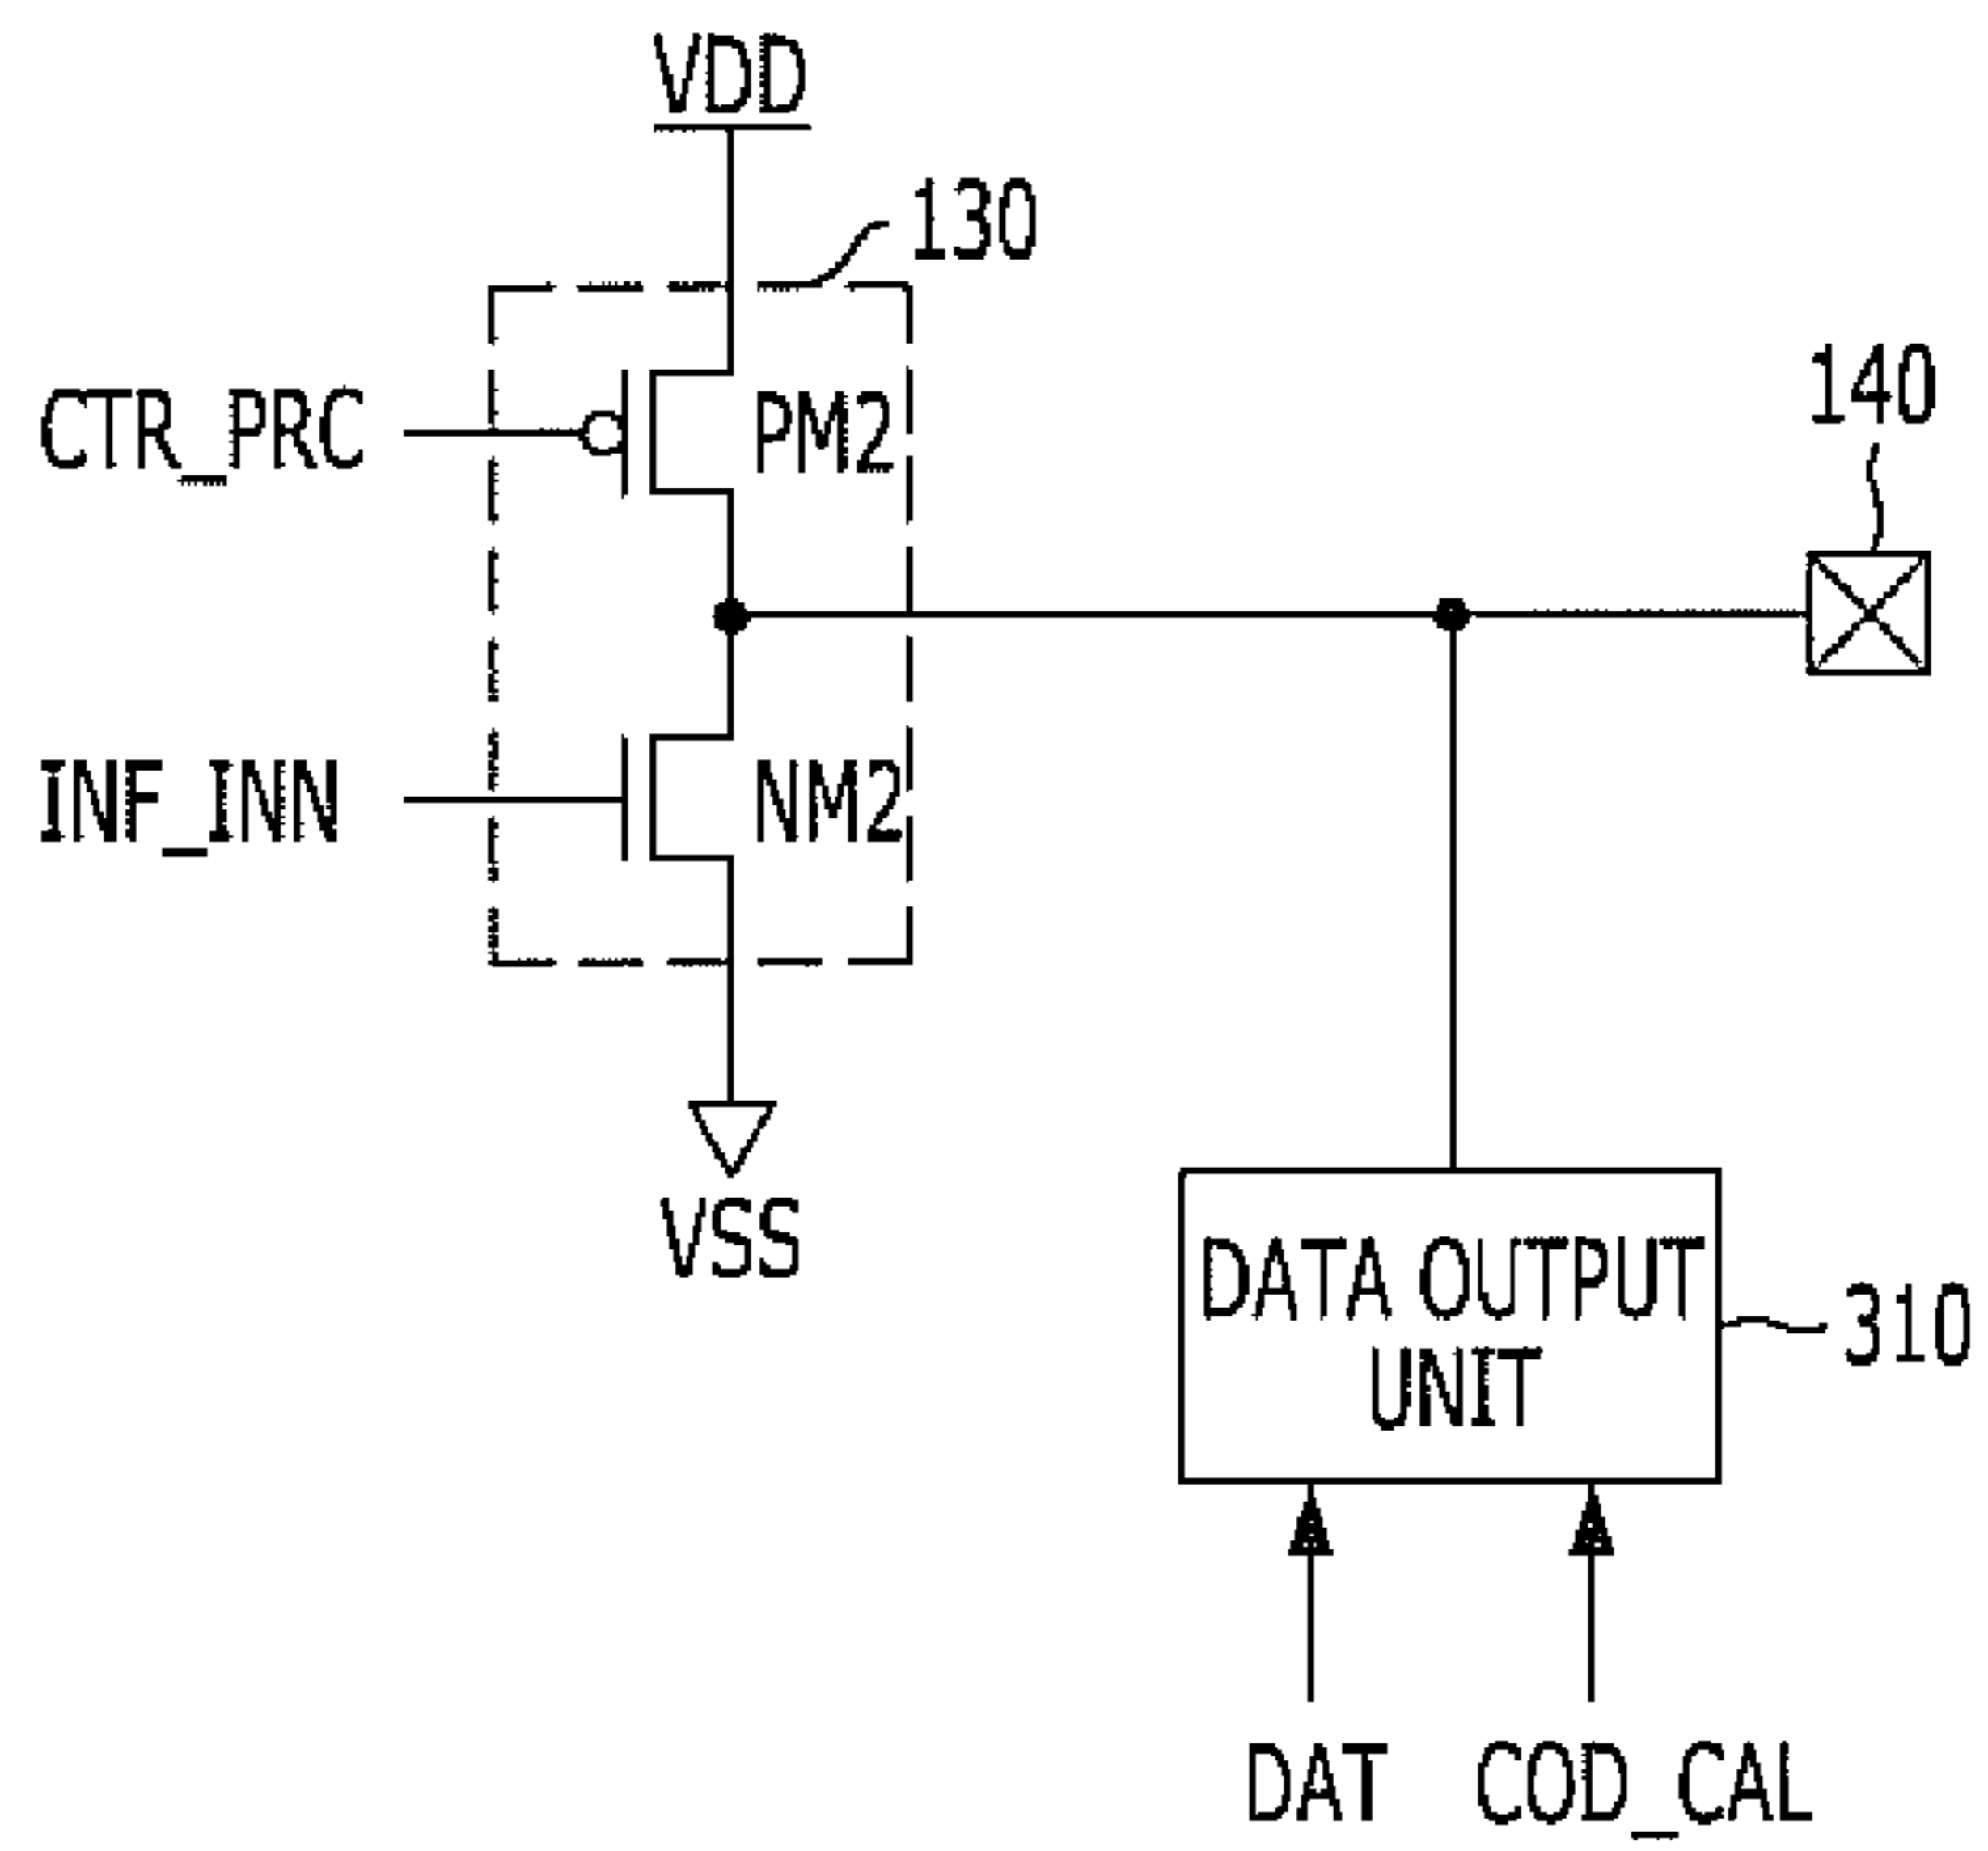 VDD
130
140
CTR_PRC
PM2
INF_INN
NM2
VSS
DATA OUTPUT
UNIT
310
DAT
COD_CAL